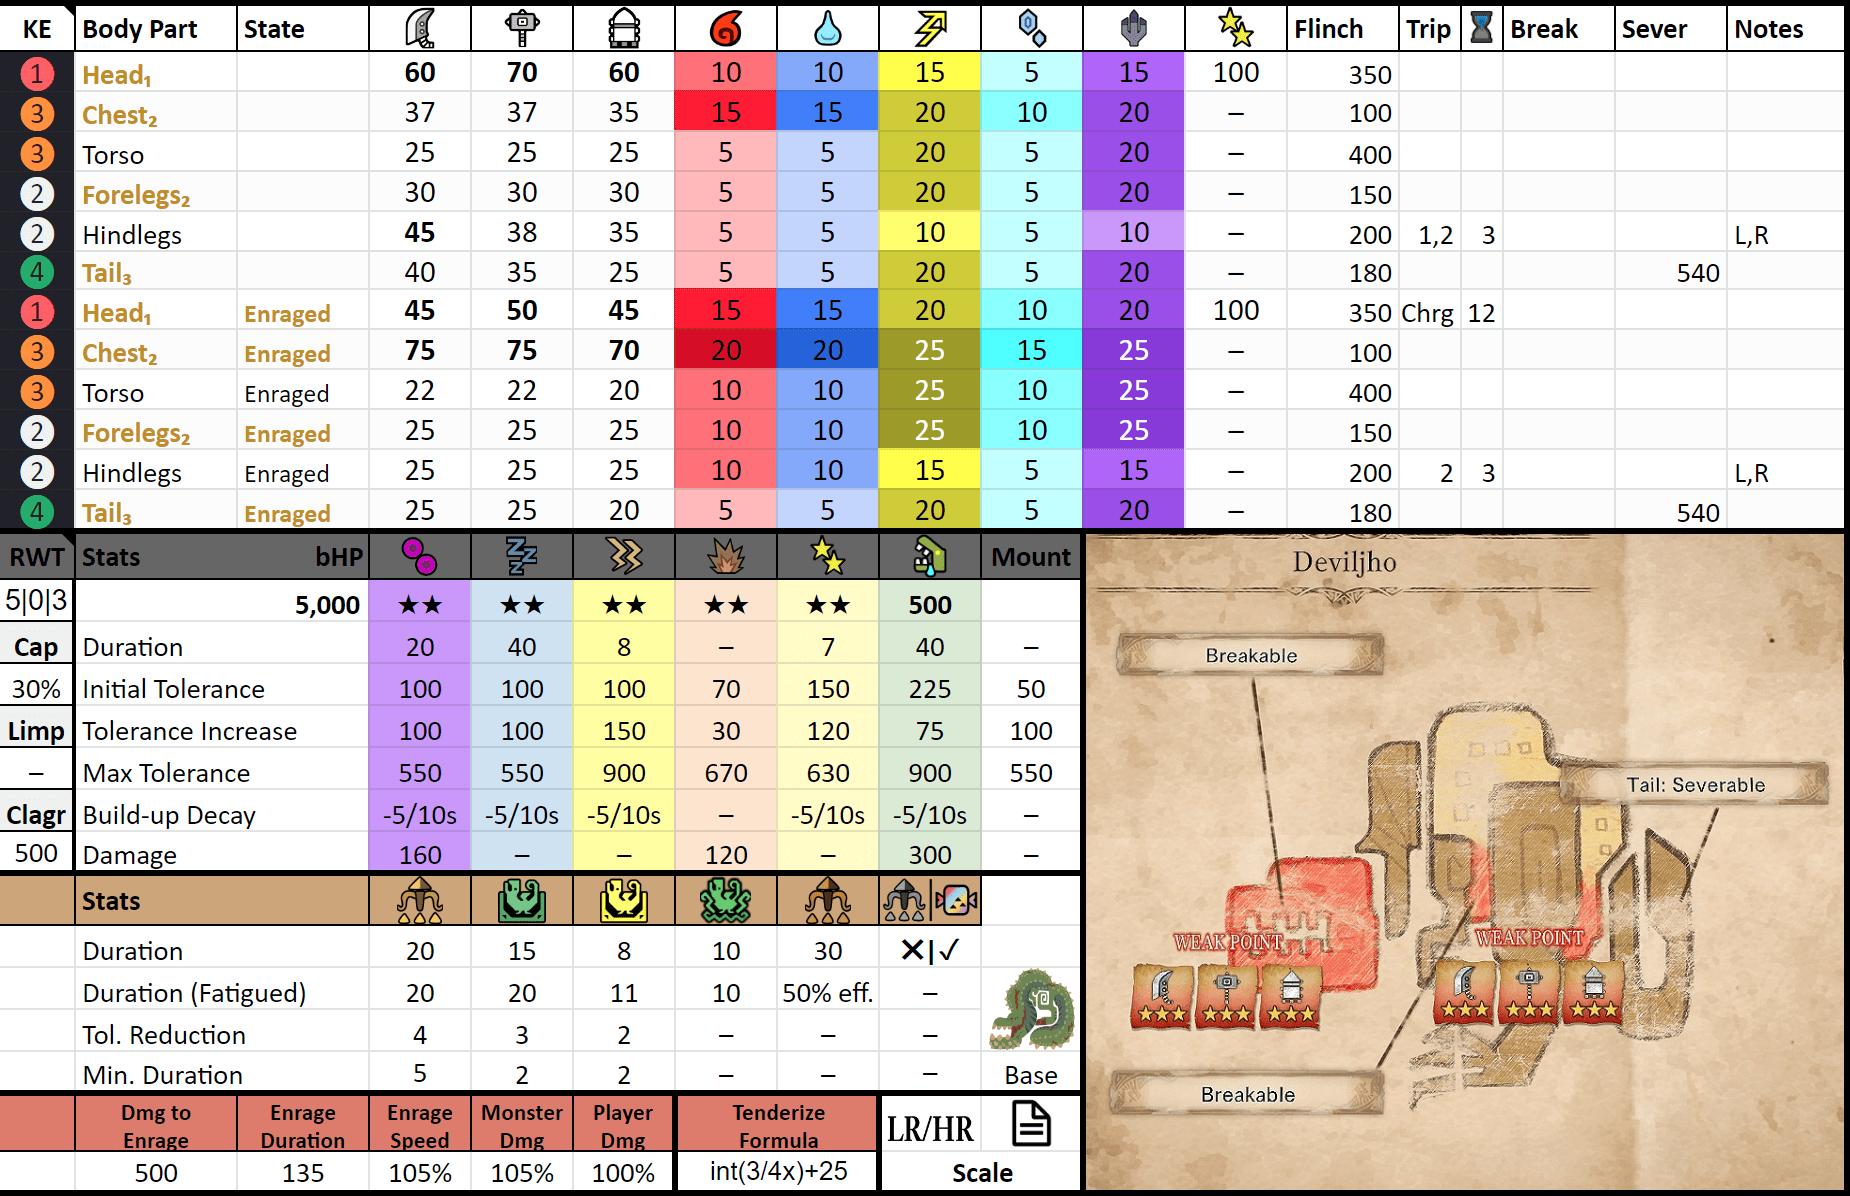 KE Body Part State Flinch Trip Break Sever Notes
1 Head₁ 60 70 60 10 10 15 5 15 100 350
3 Chest₂ 37 37 35 15 15 20 10 20 – 100
3 Torso 25 25 25 5 5 20 5 20 – 400
2 Forelegs₂ 30 30 30 5 5 20 5 20 – 150
2 Hindlegs 45 38 35 5 5 10 5 10 – 200 1,2 3 L,R
4 Tail₃ 40 35 25 5 5 20 5 20 – 180 540
1 Head₁ Enraged 45 50 45 15 15 20 10 20 100 350 Chrg 12
3 Chest₂ Enraged 75 75 70 20 20 25 15 25 – 100
3 Torso Enraged 22 22 20 10 10 25 10 25 – 400
2 Forelegs₂ Enraged 25 25 25 10 10 25 10 25 – 150
2 Hindlegs Enraged 25 25 25 10 10 15 5 15 – 200 2 3 L,R
4 Tail₃ Enraged 25 25 20 5 5 20 5 20 – 180 540
RWT Stats bHP Mount
5|0|3 5,000 ★★ ★★ ★★ ★★ ★★ 500
Cap Duration 20 40 8 – 7 40 –
30% Initial Tolerance 100 100 100 70 150 225 50
Limp Tolerance Increase 100 100 150 30 120 75 100
– Max Tolerance 550 550 900 670 630 900 550
Clagr Build-up Decay -5/10s -5/10s -5/10s – -5/10s -5/10s –
500 Damage 160 – – 120 – 300 –
Stats
Duration 20 15 8 10 30 ✕|✓
Duration (Fatigued) 20 20 11 10 50% eff. –
Tol. Reduction 4 3 2 – – –
Min. Duration 5 2 2 – – – Base
Dmg to Enrage Enrage Duration Enrage Speed Monster Dmg Player Dmg Tenderize Formula LR/HR
500 135 105% 105% 100% int(3/4x)+25 Scale
Deviljho
Breakable
Tail: Severable
WEAK POINT
WEAK POINT
Breakable